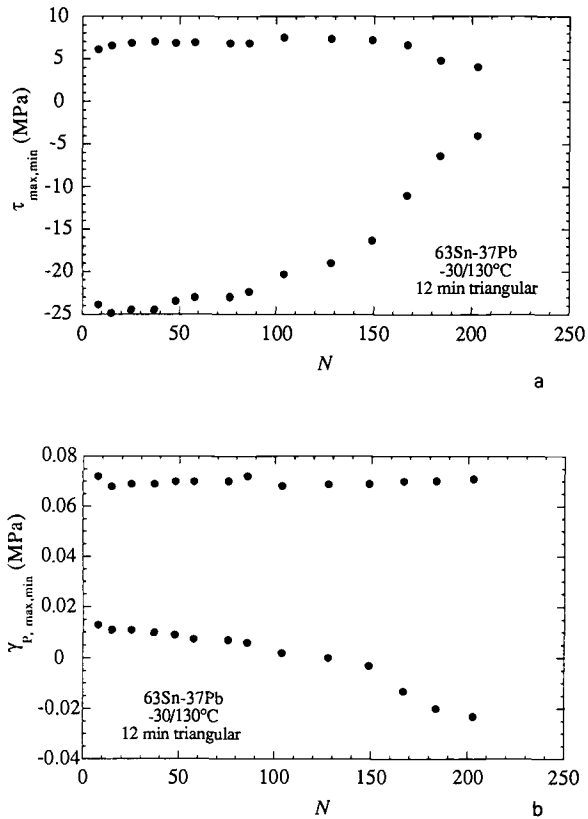 10
5
0
-5
-10
-15
-20
-25
τ max,min (MPa)
63Sn-37Pb
-30/130°C
12 min triangular
0 50 100 150 200 250
N
a
0.08
0.06
0.04
0.02
0
-0.02
-0.04
γP, max,min (MPa)
63Sn-37Pb
-30/130°C
12 min triangular
0 50 100 150 200 250
N
b